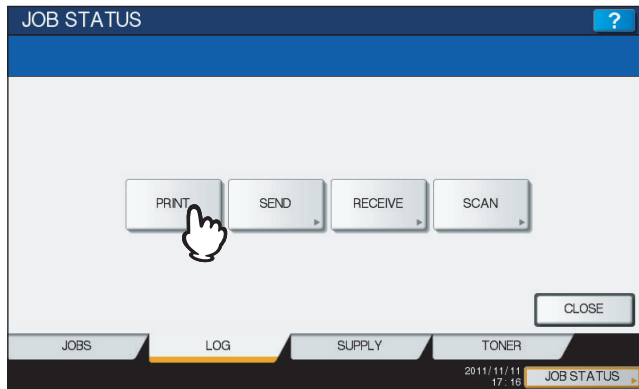 JOB STATUS ?
PRINT SEND RECEIVE SCAN
CLOSE
JOBS LOG SUPPLY TONER
2011/11/11
17:16 JOB STATUS